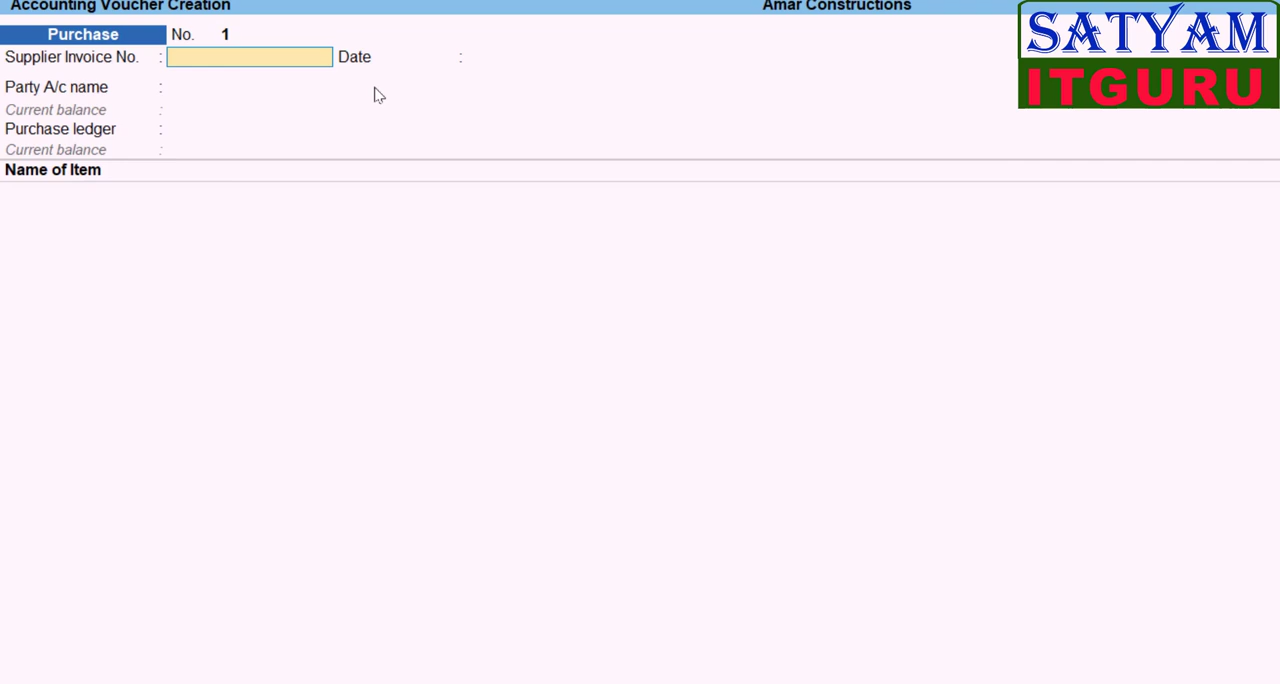 Accounting Voucher Creation Amar Constructions
SATYAM
ITGURU
Purchase No. 1
Supplier Invoice No. : Date :
Party A/c name :
Current balance :
Purchase ledger :
Current balance :
Name of Item